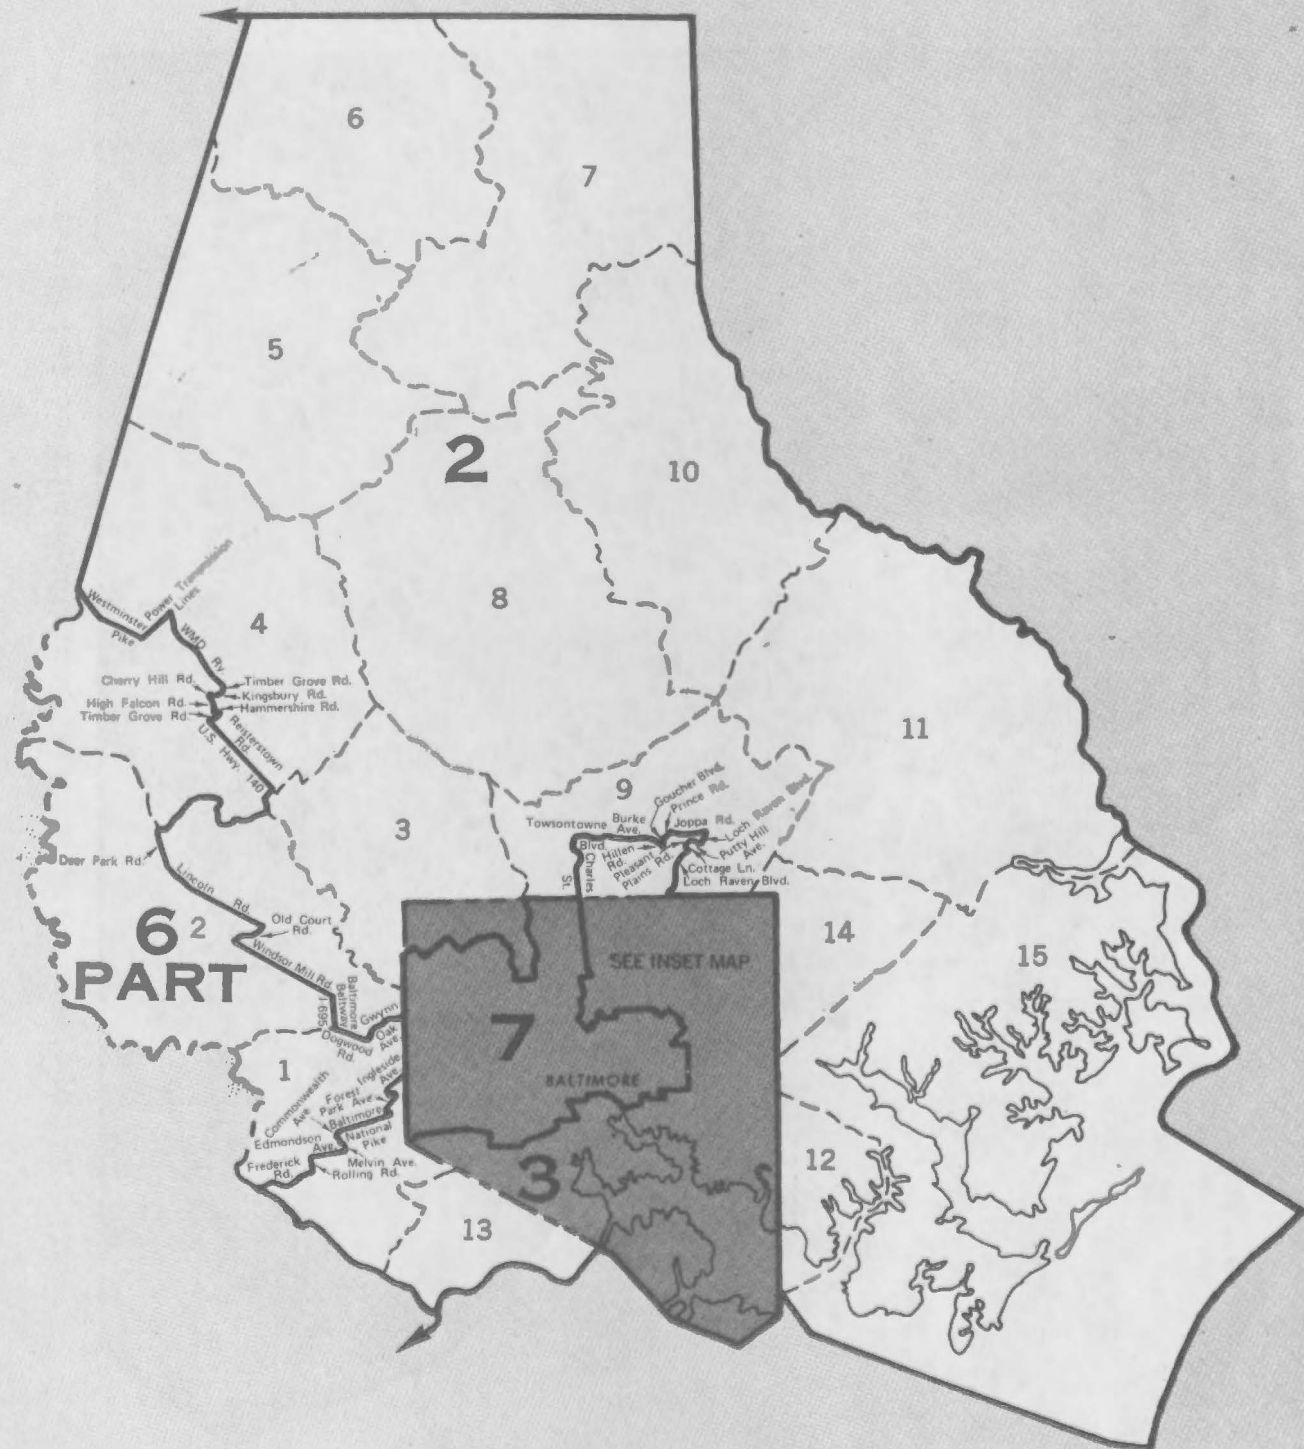 6
7
5
2
10
Westminster
Pike
Power Transmission
Lines
8
4
WMD Ry
Cherry Hill Rd.
Timber Grove Rd.
Kingsbury Rd.
High Falcon Rd.
Hammershire Rd.
Timber Grove Rd.
Reisterstown
Rd.
U.S. Hwy. 140
11
9
Goucher Blvd.
Prince Rd.
Towsontowne
Blvd.
Burke
Ave.
Joppa Rd.
Loch Raven Blvd.
3
Hillen
Rd.
Pleasant
Plains Rd.
Putty Hill
Ave.
Cottage Ln.
Loch Raven Blvd.
Charles
St.
Deer Park Rd.
Lincoln Rd.
Old Court
Rd.
6
PART
2
Windsor Mill Rd.
14
15
SEE INSET MAP
Baltimore
Beltway
I-695
Gwynn
Oak
Ave.
Dogwood
Rd.
7
BALTIMORE
1
Ingleside
Ave.
Forest
Park Ave.
Commonwealth
Ave
Baltimore
National
Pike
Edmondson
Ave.
Frederick
Rd.
Melvin Ave.
Rolling Rd.
3
12
13